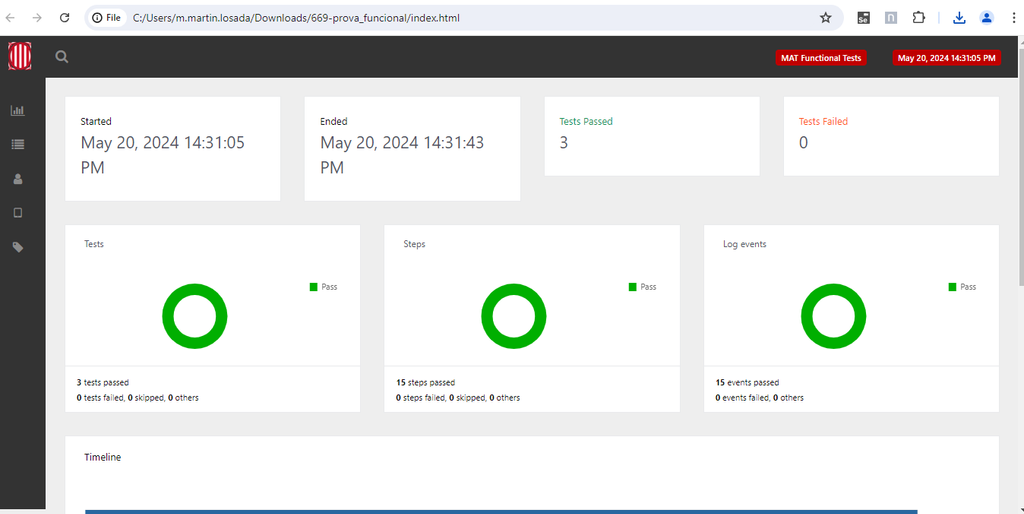 File
C:/Users/m.martin.losada/Downloads/669-prova_funcional/index.html
Se
n
MAT Functional Tests
May 20, 2024 14:31:05 PM
Started
May 20, 2024 14:31:05
PM
Ended
May 20, 2024 14:31:43
PM
Tests Passed
3
Tests Failed
0
Tests
Pass
3 tests passed
0 tests failed, 0 skipped, 0 others
Steps
Pass
15 steps passed
0 steps failed, 0 skipped, 0 others
Log events
Pass
15 events passed
0 events failed, 0 others
Timeline